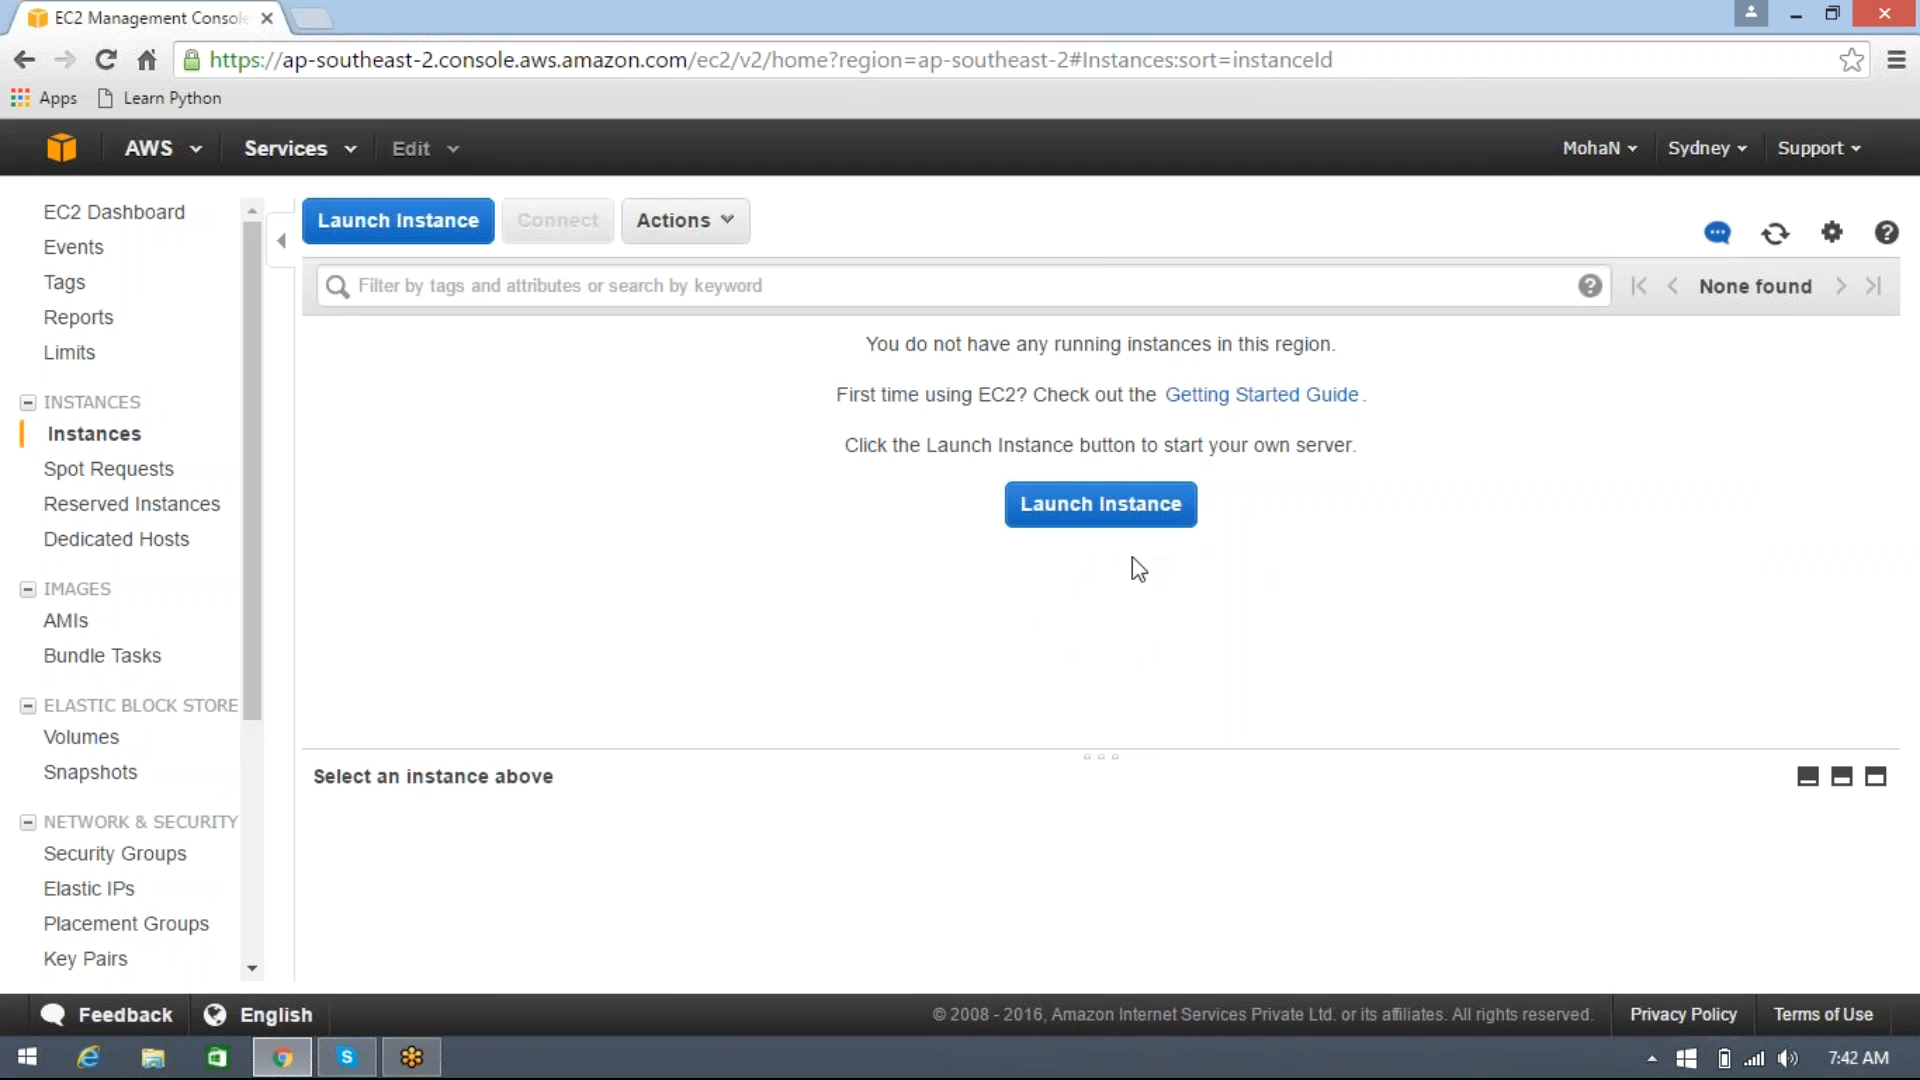 EC2 Management Console
https://ap-southeast-2.console.aws.amazon.com/ec2/v2/home?region=ap-southeast-2#Instances:sort=instanceId
Apps Learn Python
AWS Services Edit MohaN Sydney Support
EC2 Dashboard
Events
Tags
Reports
Limits
INSTANCES
Instances
Spot Requests
Reserved Instances
Dedicated Hosts
IMAGES
AMIs
Bundle Tasks
ELASTIC BLOCK STORE
Volumes
Snapshots
NETWORK & SECURITY
Security Groups
Elastic IPs
Placement Groups
Key Pairs
Launch Instance Connect Actions
Filter by tags and attributes or search by keyword None found
You do not have any running instances in this region.
First time using EC2? Check out the Getting Started Guide.
Click the Launch Instance button to start your own server.
Launch Instance
Select an instance above
Feedback English © 2008 - 2016, Amazon Internet Services Private Ltd. or its affiliates. All rights reserved. Privacy Policy Terms of Use
7:42 AM